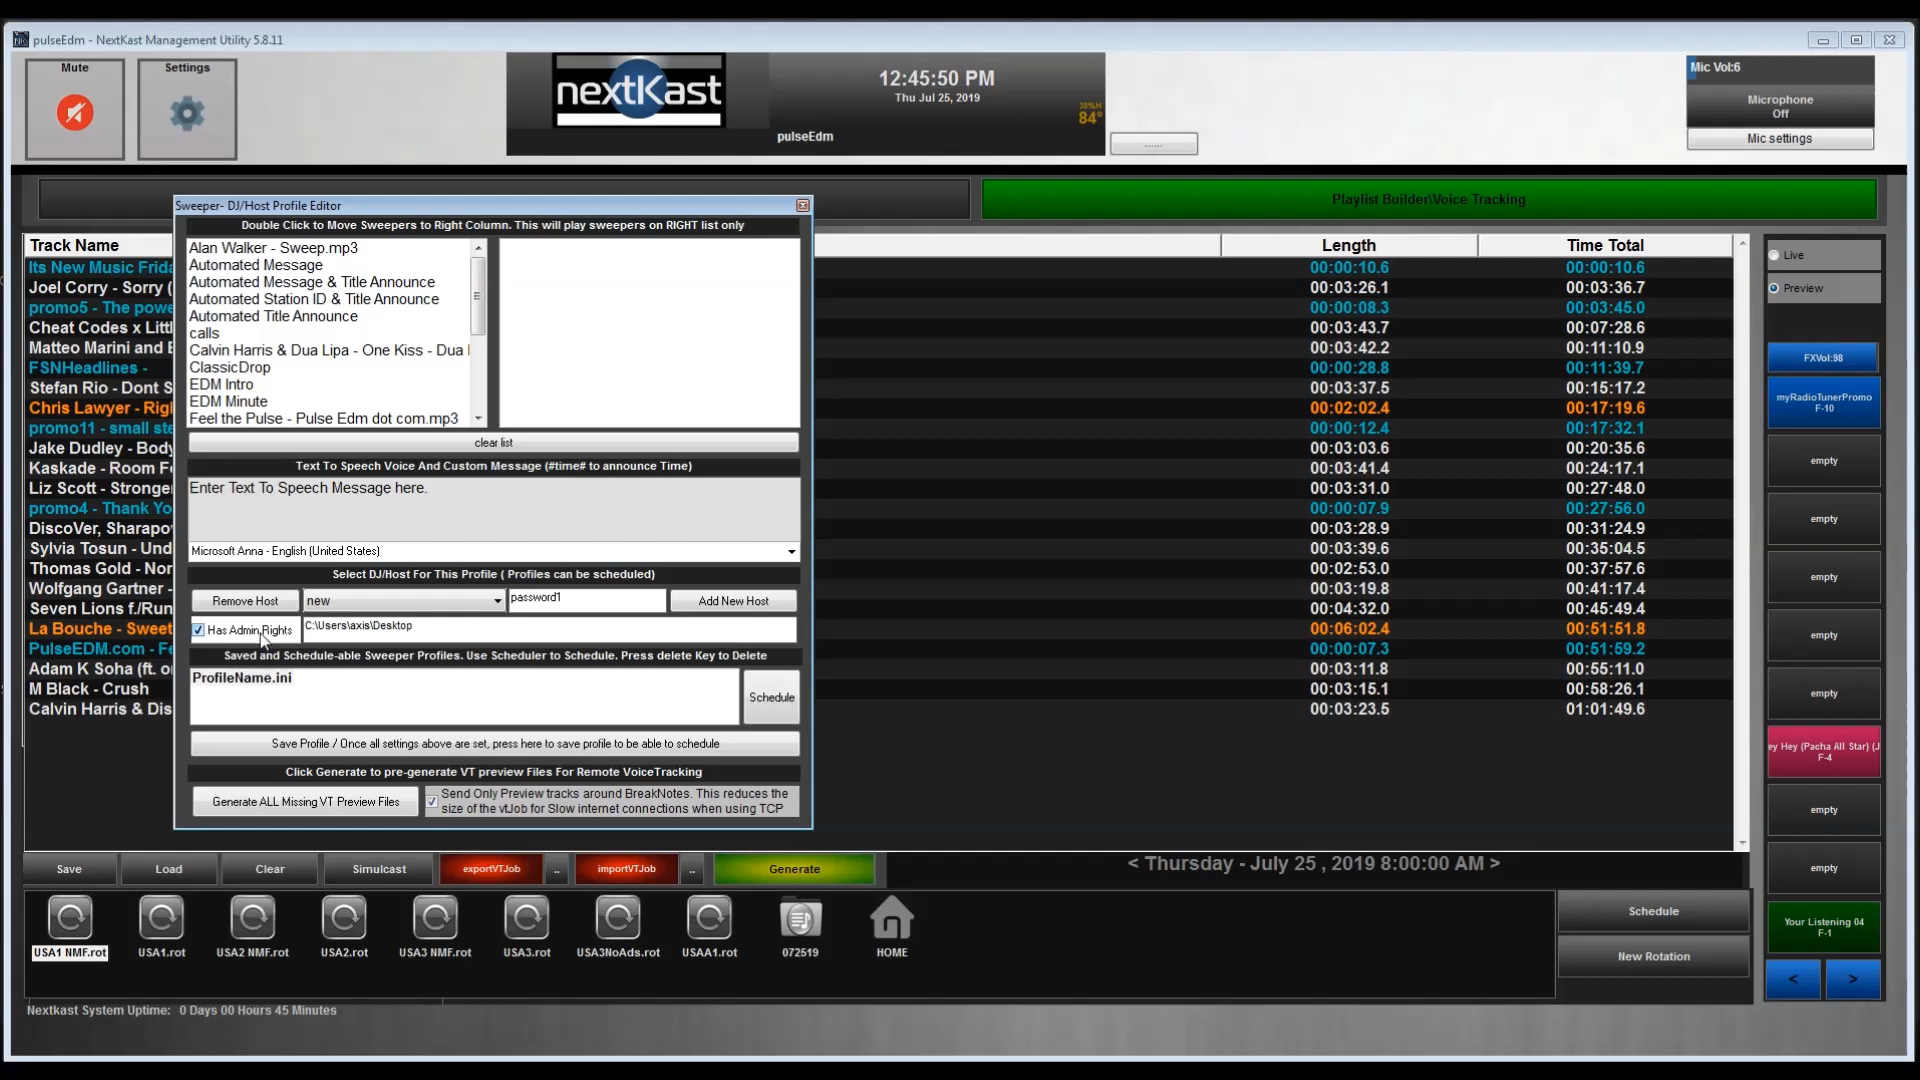 pulseEdm - NextKast Management Utility 5.8.11
Mute
Settings
nextKast
12:45:50 PM
Thu Jul 25, 2019
33%H
84°
pulseEdm
......
Mic Vol:6
Microphone
Off
Mic settings
Playlist Builder\Voice Tracking
Sweeper- DJ/Host Profile Editor
Double Click to Move Sweepers to Right Column. This will play sweepers on RIGHT list only
Alan Walker - Sweep.mp3
Automated Message
Automated Message & Title Announce
Automated Station ID & Title Announce
Automated Title Announce
calls
Calvin Harris & Dua Lipa - One Kiss - Dua
ClassicDrop
EDM Intro
EDM Minute
Feel the Pulse - Pulse Edm dot com.mp3
clear list
Text To Speech Voice And Custom Message (#time# to announce Time)
Enter Text To Speech Message here.
Microsoft Anna - English (United States)
Select DJ/Host For This Profile ( Profiles can be scheduled)
Remove Host
new
password1
Add New Host
Has Admin Rights
C:\Users\axis\Desktop
Saved and Schedule-able Sweeper Profiles. Use Scheduler to Schedule. Press delete Key to Delete
ProfileName.ini
Schedule
Save Profile / Once all settings above are set, press here to save profile to be able to schedule
Click Generate to pre-generate VT preview Files For Remote VoiceTracking
Generate ALL Missing VT Preview Files
Send Only Preview tracks around BreakNotes. This reduces the
size of the vtJob for Slow internet connections when using TCP
Track Name Length Time Total
Its New Music Frida 00:00:10.6 00:00:10.6
Joel Corry - Sorry ( 00:03:26.1 00:03:36.7
promo5 - The powe 00:00:08.3 00:03:45.0
Cheat Codes x Littl 00:03:43.7 00:07:28.6
Matteo Marini and E 00:03:42.2 00:11:10.9
FSNHeadlines - 00:00:28.8 00:11:39.7
Stefan Rio - Dont S 00:03:37.5 00:15:17.2
Chris Lawyer - Rig 00:02:02.4 00:17:19.6
promo11 - small ste 00:00:12.4 00:17:32.1
Jake Dudley - Body 00:03:03.6 00:20:35.6
Kaskade - Room Fo 00:03:41.4 00:24:17.1
Liz Scott - Stronger 00:03:31.0 00:27:48.0
promo4 - Thank Yo 00:00:07.9 00:27:56.0
DiscoVer, Sharapov 00:03:28.9 00:31:24.9
Sylvia Tosun - Und 00:03:39.6 00:35:04.5
Thomas Gold - Nor 00:02:53.0 00:37:57.6
Wolfgang Gartner - 00:03:19.8 00:41:17.4
Seven Lions f./Run 00:04:32.0 00:45:49.4
La Bouche - Sweet 00:06:02.4 00:51:51.8
PulseEDM.com - Fe 00:00:07.3 00:51:59.2
Adam K Soha (ft. o 00:03:11.8 00:55:11.0
M Black - Crush 00:03:15.1 00:58:26.1
Calvin Harris & Dis 00:03:23.5 01:01:49.6
Live
Preview
FXVol:98
myRadioTunerPromo
F-10
empty
empty
empty
empty
empty
ey Hey (Pacha All Star) (J
F-4
empty
empty
Your Listening 04
F-1
< >
Save
Load
Clear
Simulcast
exportVTJob
..
importVTJob
..
Generate
< Thursday - July 25 , 2019 8:00:00 AM >
USA1 NMF.rot
USA1.rot
USA2 NMF.rot
USA2.rot
USA3 NMF.rot
USA3.rot
USA3NoAds.rot
USAA1.rot
072519
HOME
Schedule
New Rotation
Nextkast System Uptime: 0 Days 00 Hours 45 Minutes